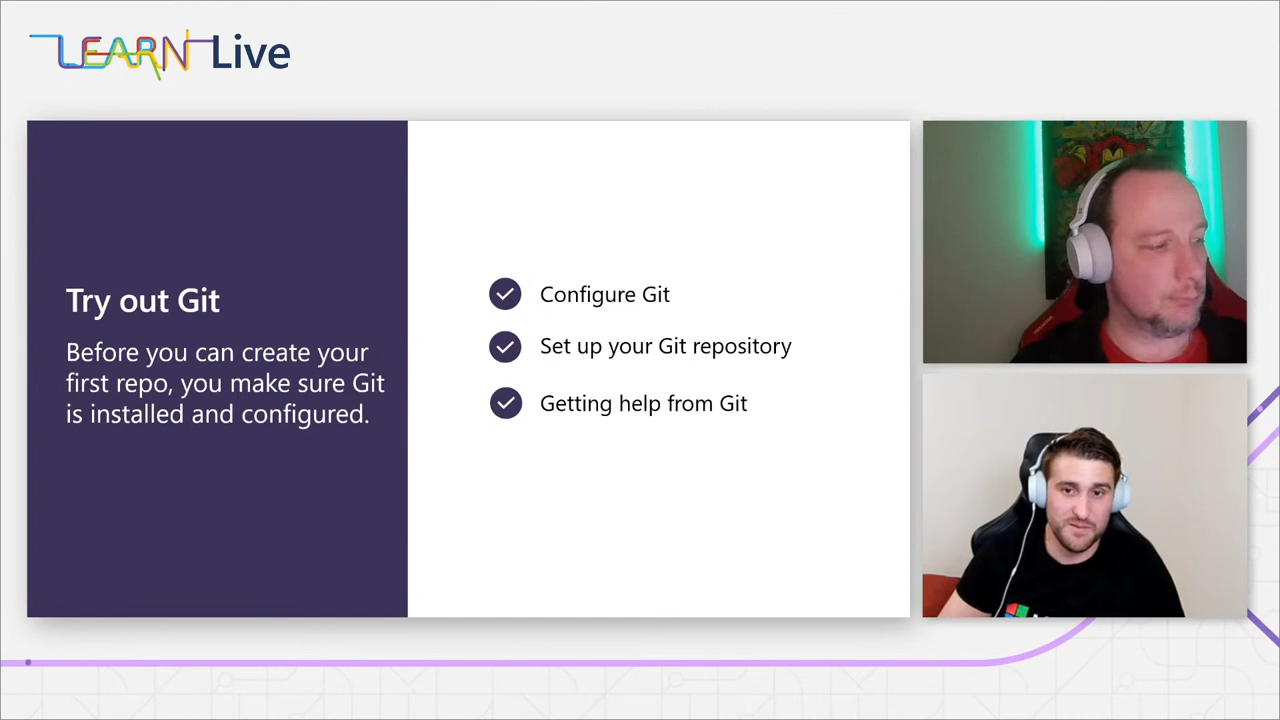 LEARN Live
Try out Git
Before you can create your
first repo, you make sure Git
is installed and configured.
Configure Git
Set up your Git repository
Getting help from Git